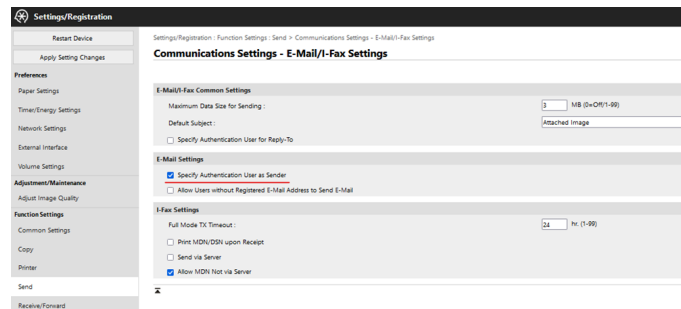 Settings/Registration
Restart Device
Apply Setting Changes
Preferences
Paper Settings
Timer/Energy Settings
Network Settings
External Interface
Volume Settings
Adjustment/Maintenance
Adjust Image Quality
Function Settings
Common Settings
Copy
Printer
Send
Receive/Forward
Settings/Registration : Function Settings : Send > Communications Settings - E-Mail/I-Fax Settings
Communications Settings - E-Mail/I-Fax Settings
E-Mail/I-Fax Common Settings
Maximum Data Size for Sending : 3 MB (0=Off/1-99)
Default Subject : Attached Image
Specify Authentication User for Reply-To
E-Mail Settings
Specify Authentication User as Sender
Allow Users without Registered E-Mail Address to Send E-Mail
I-Fax Settings
Full Mode TX Timeout : 24 hr. (1-99)
Print MDN/DSN upon Receipt
Send via Server
Allow MDN Not via Server